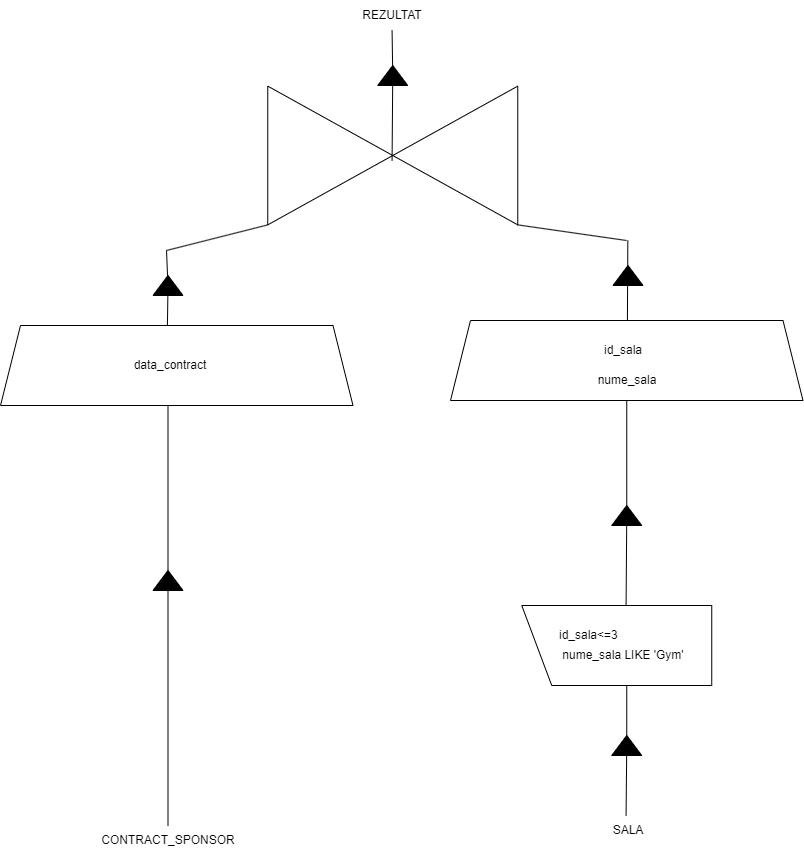 REZULTAT
data_contract
id_sala
nume_sala
id_sala<=3
nume_sala LIKE 'Gym'
CONTRACT_SPONSOR
SALA